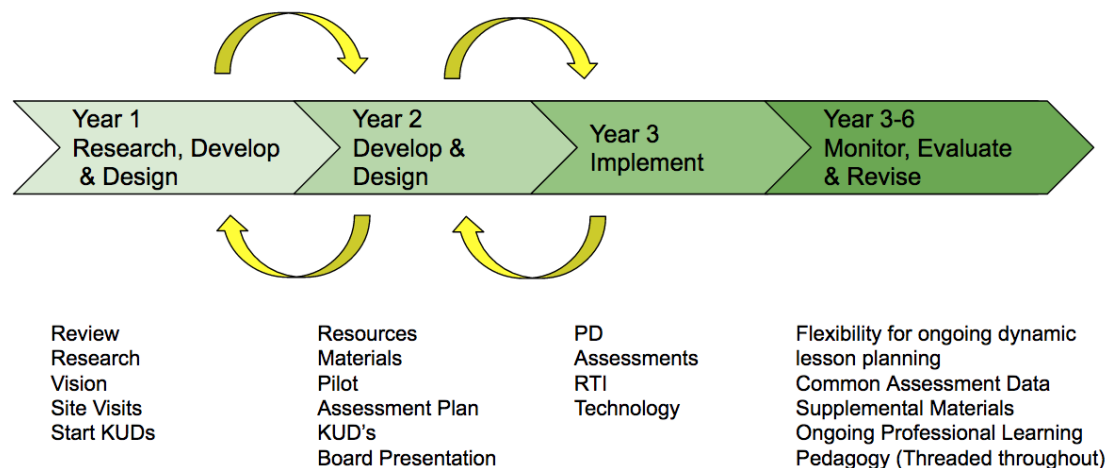 Year 1
Research, Develop
& Design
Year 2
Develop &
Design
Year 3
Implement
Year 3-6
Monitor, Evaluate
& Revise
Review
Research
Vision
Site Visits
Start KUDs
Resources
Materials
Pilot
Assessment Plan
KUD's
Board Presentation
PD
Assessments
RTI
Technology
Flexibility for ongoing dynamic
lesson planning
Common Assessment Data
Supplemental Materials
Ongoing Professional Learning
Pedagogy (Threaded throughout)